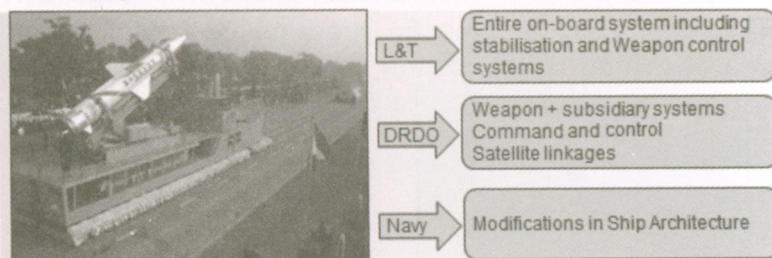 L&T
Entire on-board system including
stabilisation and Weapon control
systems
DRDO
Weapon + subsidiary systems
Command and control
Satellite linkages
Navy
Modifications in Ship Architecture